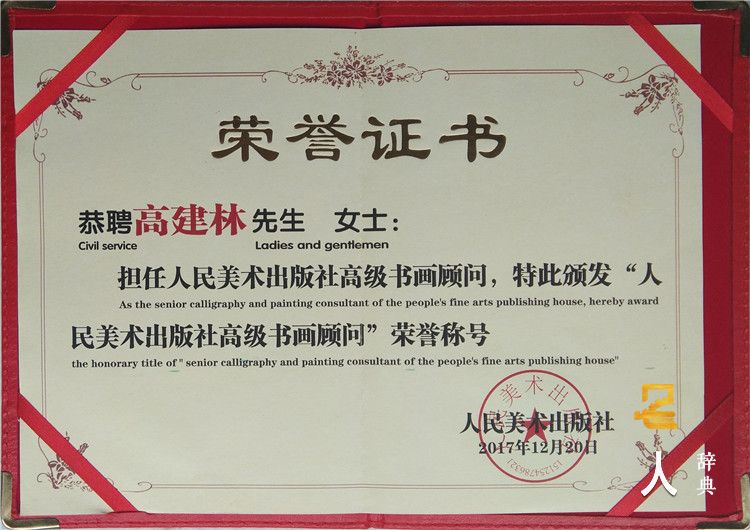 荣誉证书
恭聘高建林先生 女士：
Civil service Ladies and gentlemen
担任人民美术出版社高级书画顾问，特此颁发“人
As the senior calligraphy and painting consultant of the people's fine arts publishing house, hereby award
民美术出版社高级书画顾问”荣誉称号
the honorary title of " senior calligraphy and painting consultant of the people's fine arts publishing house"
人民美术出版社
2017年12月20日
人 辞典